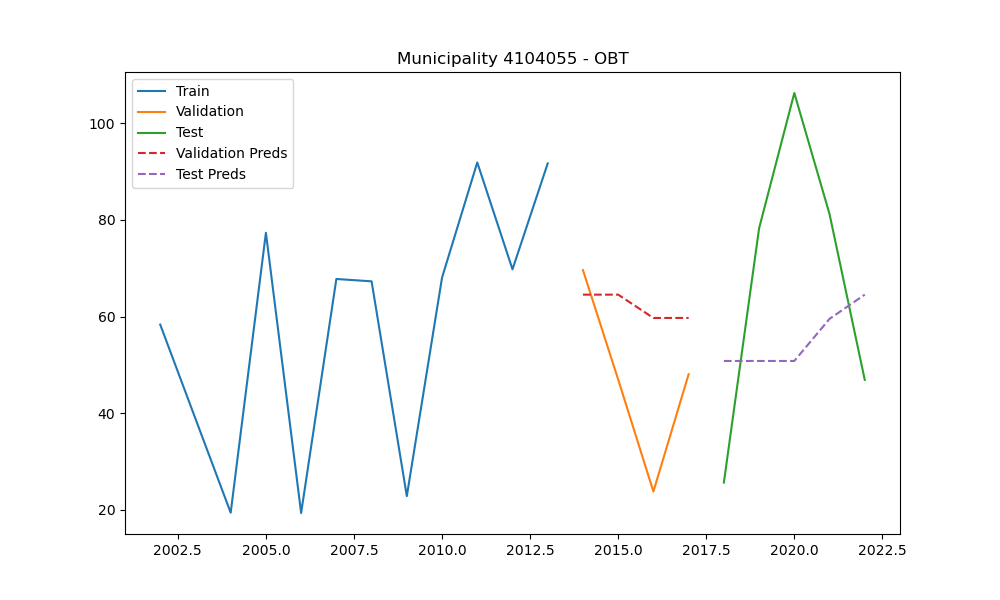 Municipality 4104055 - OBT
Train
Validation
Test
Validation Preds
Test Preds
100
80
60
40
20
2002.5 2005.0 2007.5 2010.0 2012.5 2015.0 2017.5 2020.0 2022.5